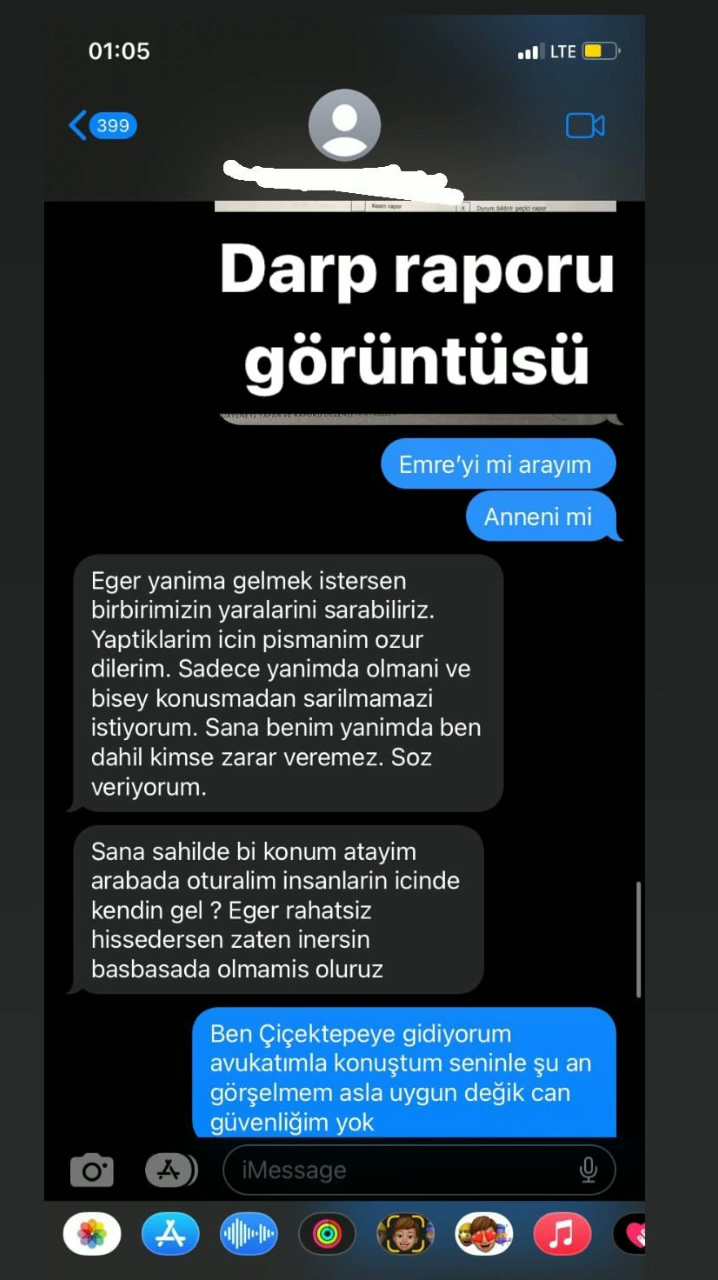 01:05
LTE
399
Kesin rapor
X
Durum bildirir geçici rapor
Darp raporu
görüntüsü
Emre’yi mi arayım
Anneni mi
Eger yanima gelmek istersen
birbirimizin yaralarini sarabiliriz.
Yaptiklarim icin pismanim ozur
dilerim. Sadece yanimda olmani ve
bisey konusmadan sarilmamazi
istiyorum. Sana benim yanimda ben
dahil kimse zarar veremez. Soz
veriyorum.
Sana sahilde bi konum atayim
arabada oturalim insanlarin icinde
kendin gel ? Eger rahatsiz
hissedersen zaten inersin
basbasada olmamis oluruz
Ben Çiçektepeye gidiyorum
avukatımla konuştum seninle şu an
görşelmem asla uygun değik can
güvenliğim yok
iMessage